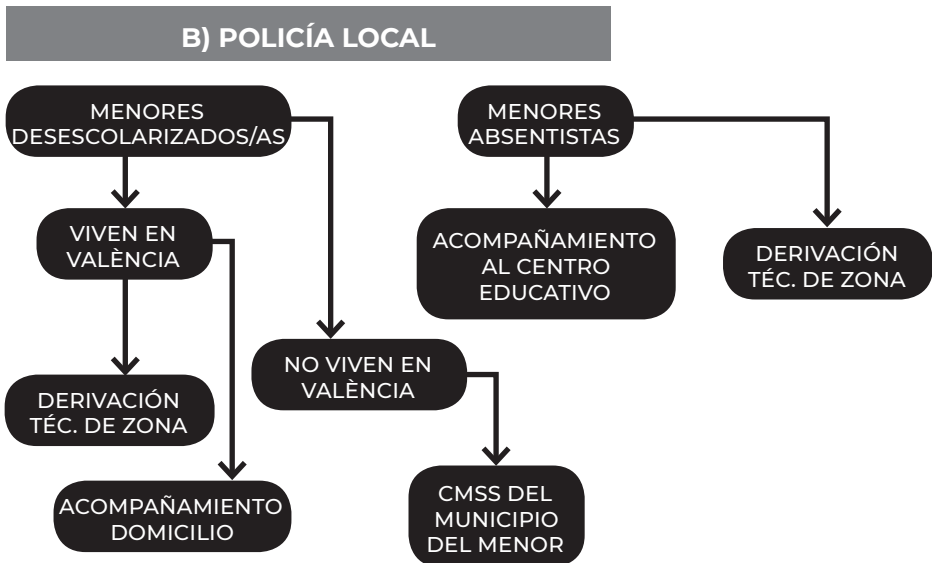 B) POLICÍA LOCAL
MENORES
DESESCOLARIZADOS/AS
MENORES
ABSENTISTAS
VIVEN EN
VALÈNCIA
ACOMPAÑAMIENTO
AL CENTRO
EDUCATIVO
DERIVACIÓN
TÉC. DE ZONA
NO VIVEN EN
VALÈNCIA
DERIVACIÓN
TÉC. DE ZONA
ACOMPAÑAMIENTO
DOMICILIO
CMSS DEL
MUNICIPIO
DEL MENOR